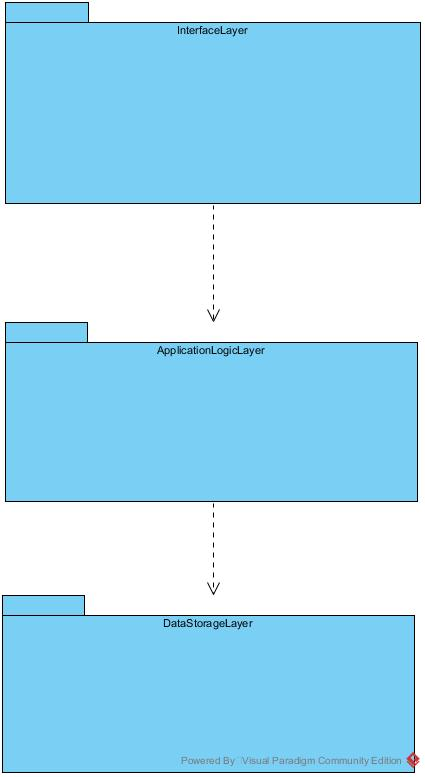 InterfaceLayer
ApplicationLogicLayer
DataStorageLayer
Powered By Visual Paradigm Community Edition